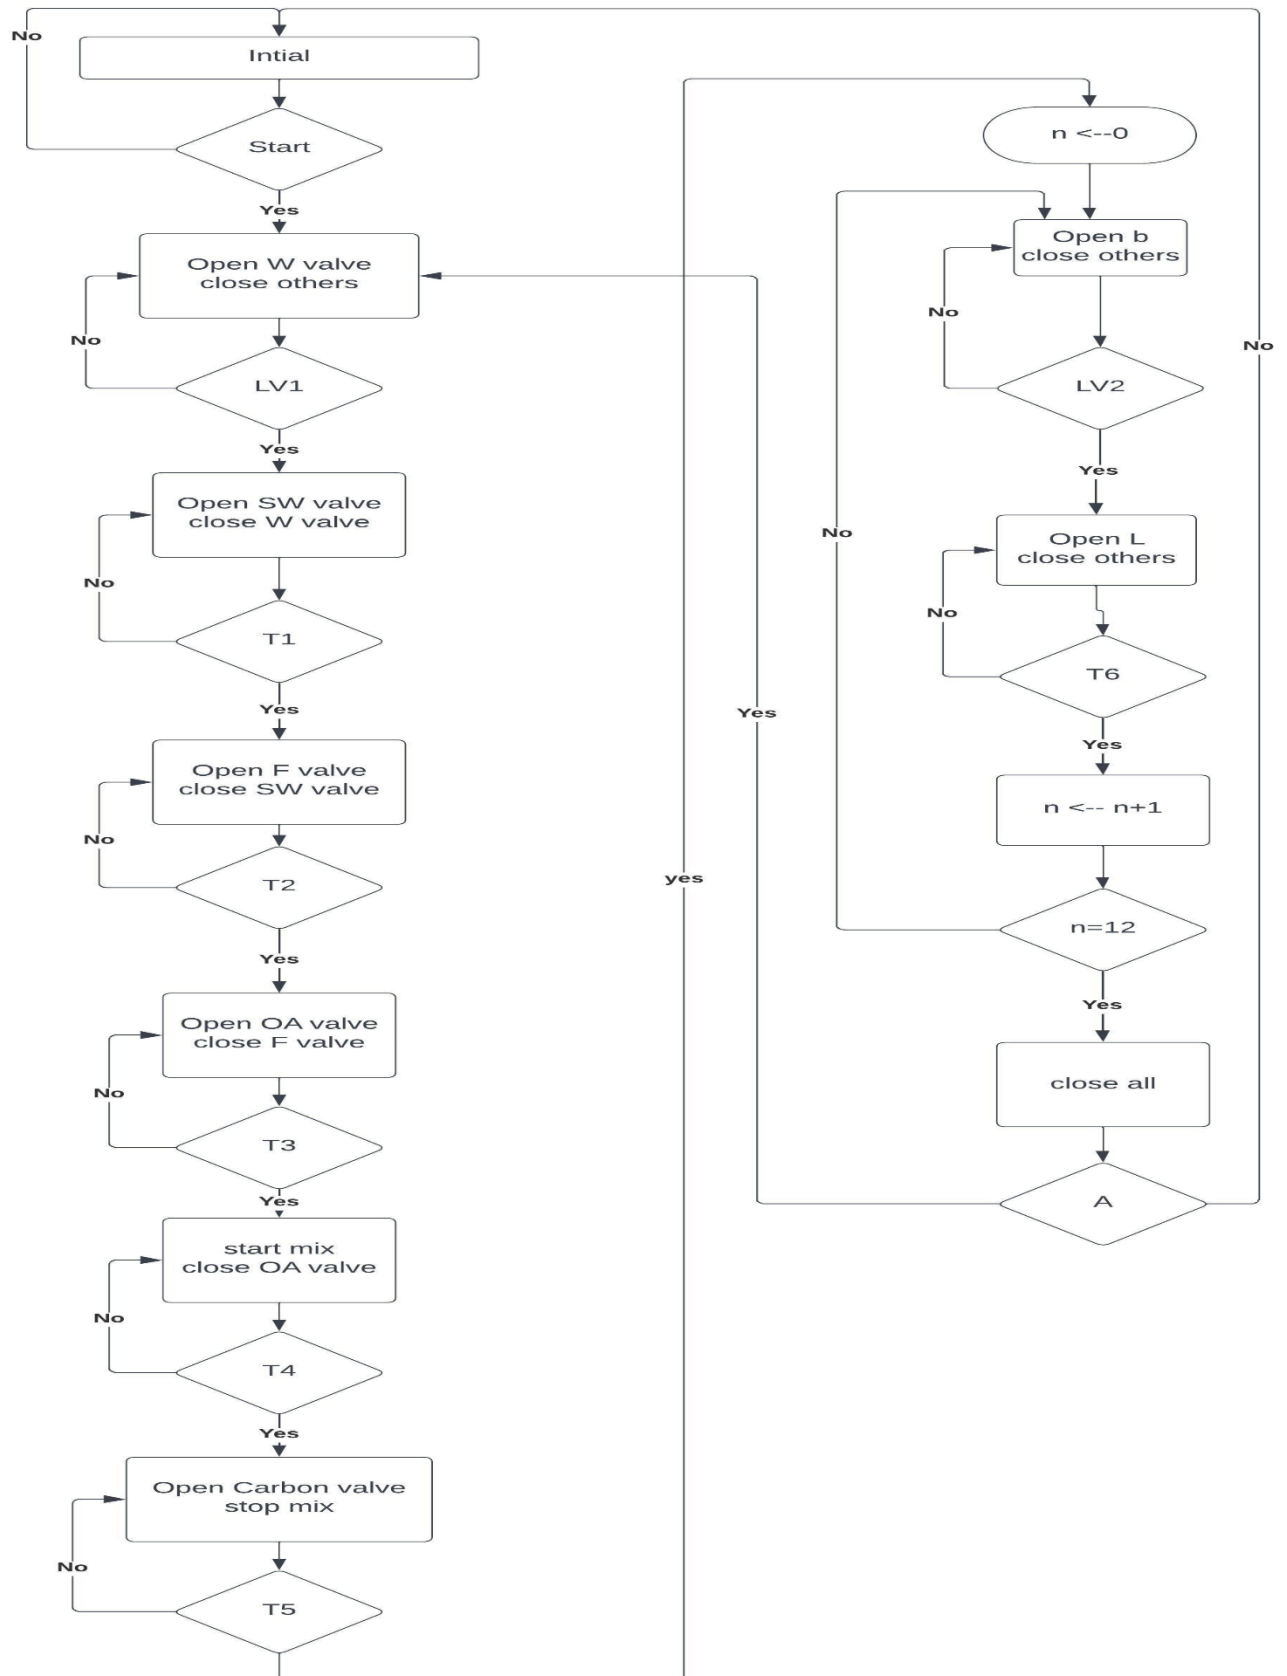 No
Intial
Start
Yes
Open W valve
close others
No
LV1
Yes
Open SW valve
close W valve
No
T1
Yes
Open F valve
close SW valve
No
T2
Yes
Open OA valve
close F valve
No
T3
Yes
start mix
close OA valve
No
T4
Yes
Open Carbon valve
stop mix
No
T5
yes
n <--0
Open b
close others
No
LV2
Yes
Open L
close others
No
T6
Yes
n <-- n+1
n=12
No
Yes
close all
A
Yes
No